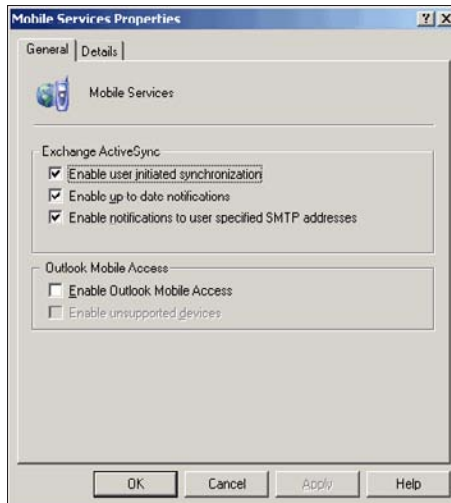 Mobile Services Properties
General Details
Mobile Services
Exchange ActiveSync
Enable user initiated synchronization
Enable up to date notifications
Enable notifications to user specified SMTP addresses
Outlook Mobile Access
Enable Outlook Mobile Access
Enable unsupported devices
OK Cancel Apply Help